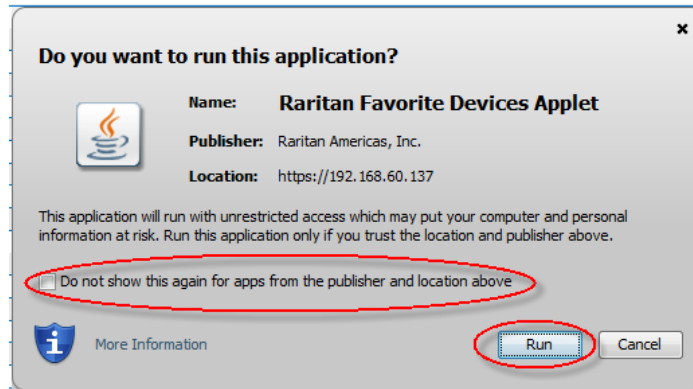 Do you want to run this application?
Name: Raritan Favorite Devices Applet
Publisher: Raritan Americas, Inc.
Location: https://192.168.60.137
This application will run with unrestricted access which may put your computer and personal
information at risk. Run this application only if you trust the location and publisher above.
Do not show this again for apps from the publisher and location above
More Information Run Cancel